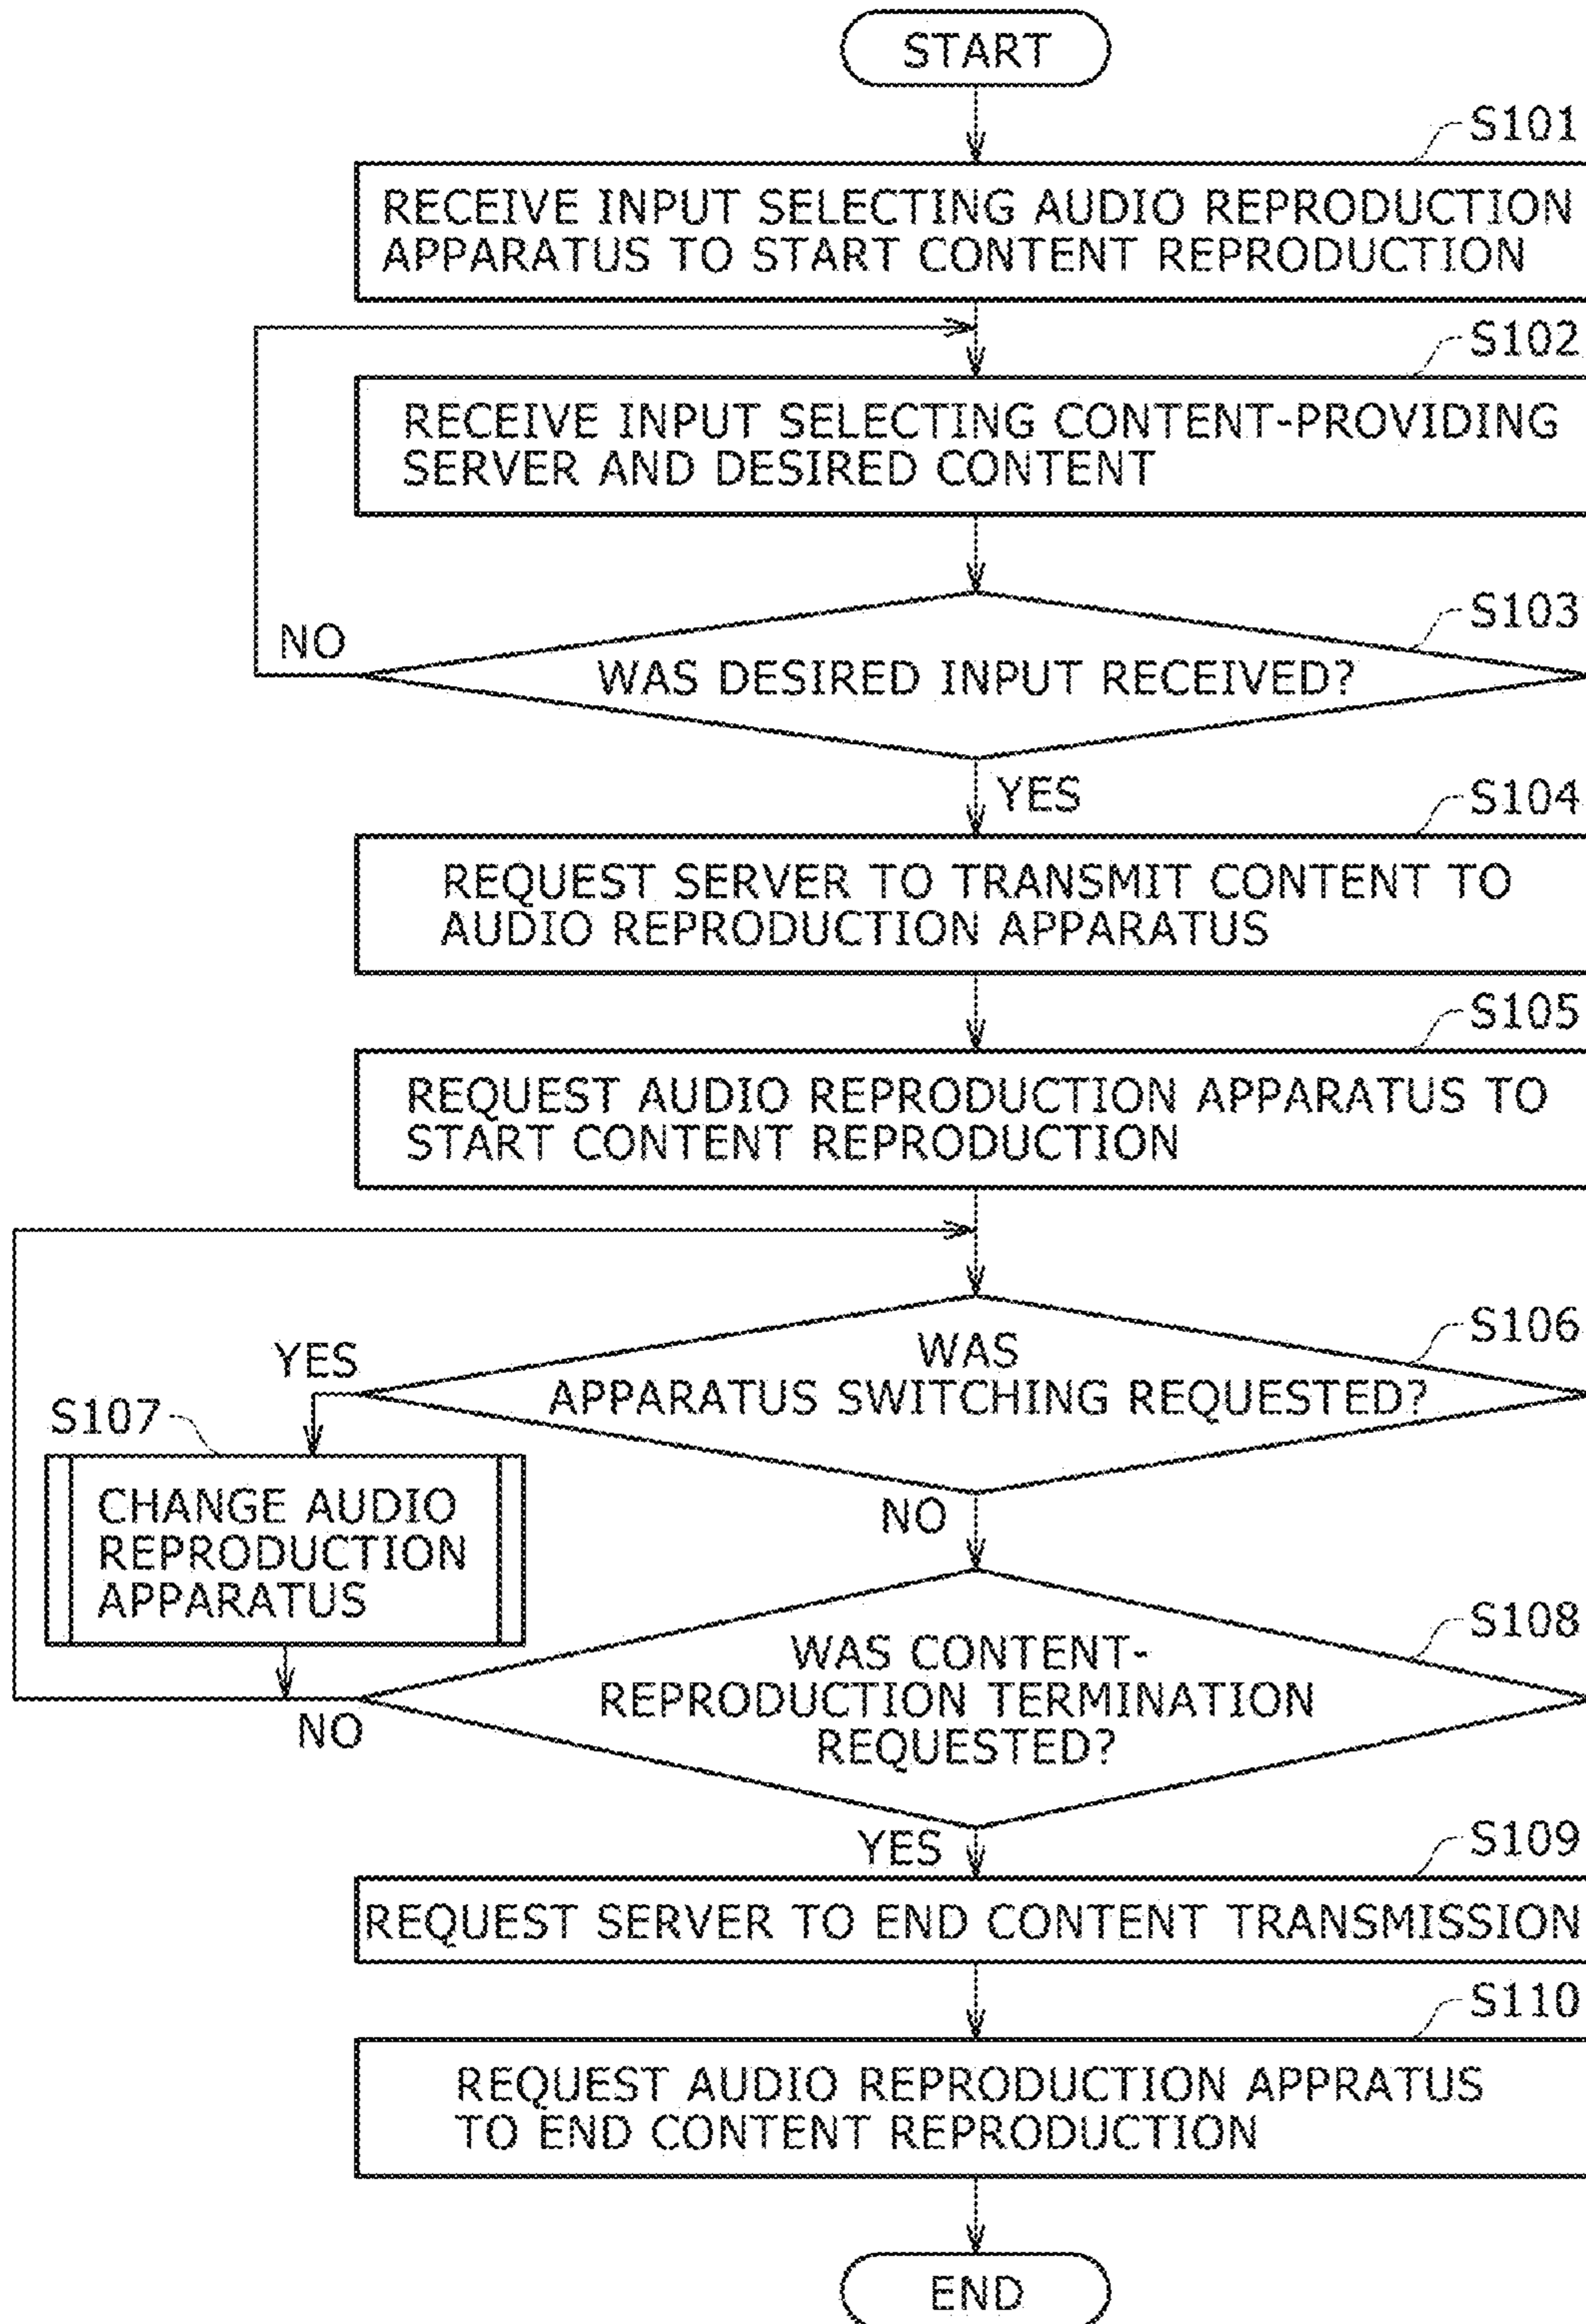 START
S101
RECEIVE INPUT SELECTING AUDIO REPRODUCTION
APPARATUS TO START CONTENT REPRODUCTION
S102
RECEIVE INPUT SELECTING CONTENT-PROVIDING
SERVER AND DESIRED CONTENT
S103
NO
WAS DESIRED INPUT RECEIVED?
YES
S104
REQUEST SERVER TO TRANSMIT CONTENT TO
AUDIO REPRODUCTION APPARATUS
S105
REQUEST AUDIO REPRODUCTION APPARATUS TO
START CONTENT REPRODUCTION
S106
YES
WAS
APPARATUS SWITCHING REQUESTED?
S107
CHANGE AUDIO
REPRODUCTION
APPARATUS
NO
S108
WAS CONTENT-
REPRODUCTION TERMINATION
REQUESTED?
NO
YES
S109
REQUEST SERVER TO END CONTENT TRANSMISSION
S110
REQUEST AUDIO REPRODUCTION APPRATUS
TO END CONTENT REPRODUCTION
END